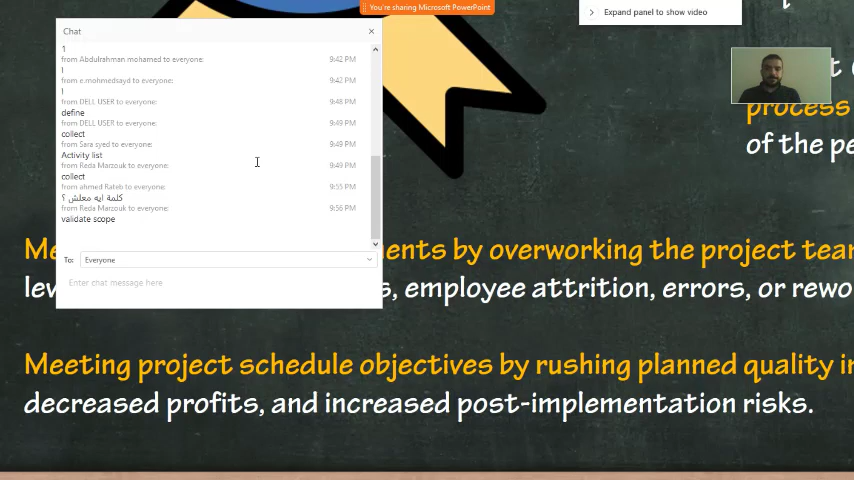 You're sharing Microsoft PowerPoint
Expand panel to show video
Chat
1
from Abdulrahman mohamed to everyone: 9:42 PM
!
from e.mohmedsayd to everyone: 9:42 PM
!
from DELL USER to everyone: 9:48 PM
define
from DELL USER to everyone: 9:49 PM
collect
from Sara syed to everyone: 9:49 PM
Activity list
from Reda Marzouk to everyone: 9:49 PM
collect
from ahmed Rateb to everyone: 9:55 PM
كلمة ايه معلش ؟
from Reda Marzouk to everyone: 9:56 PM
validate scope
To: Everyone
Enter chat message here
process
of the pe
Me ents by overworking the project tean
lev s, employee attrition, errors, or rewo
Meeting project schedule objectives by rushing planned quality in
decreased profits, and increased post-implementation risks.